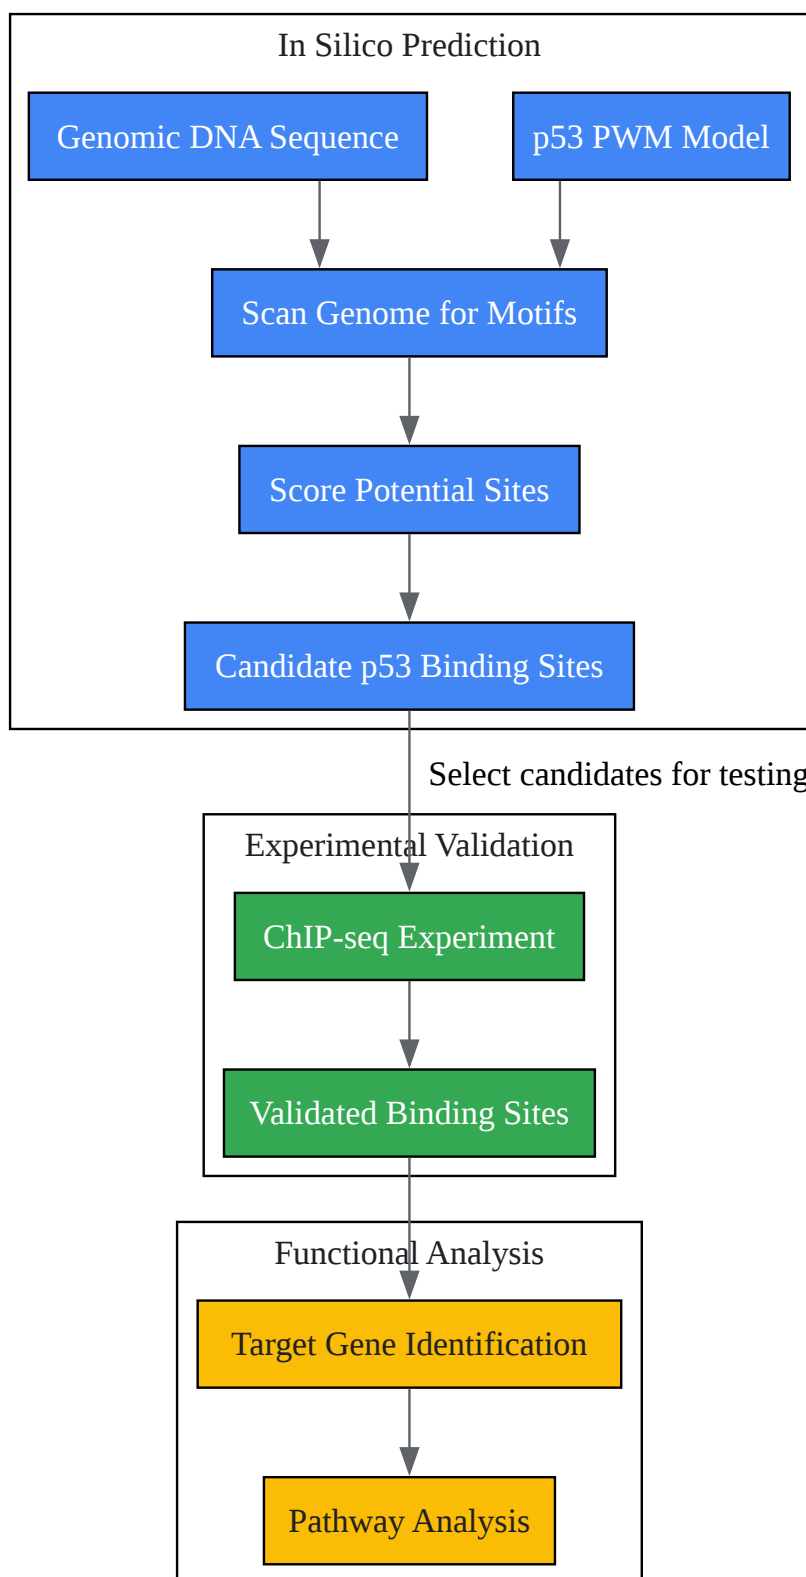 In Silico Prediction
Genomic DNA Sequence
p53 PWM Model
Scan Genome for Motifs
Score Potential Sites
Candidate p53 Binding Sites
Select candidates for testing
Experimental Validation
ChIP-seq Experiment
Validated Binding Sites
Functional Analysis
Target Gene Identification
Pathway Analysis